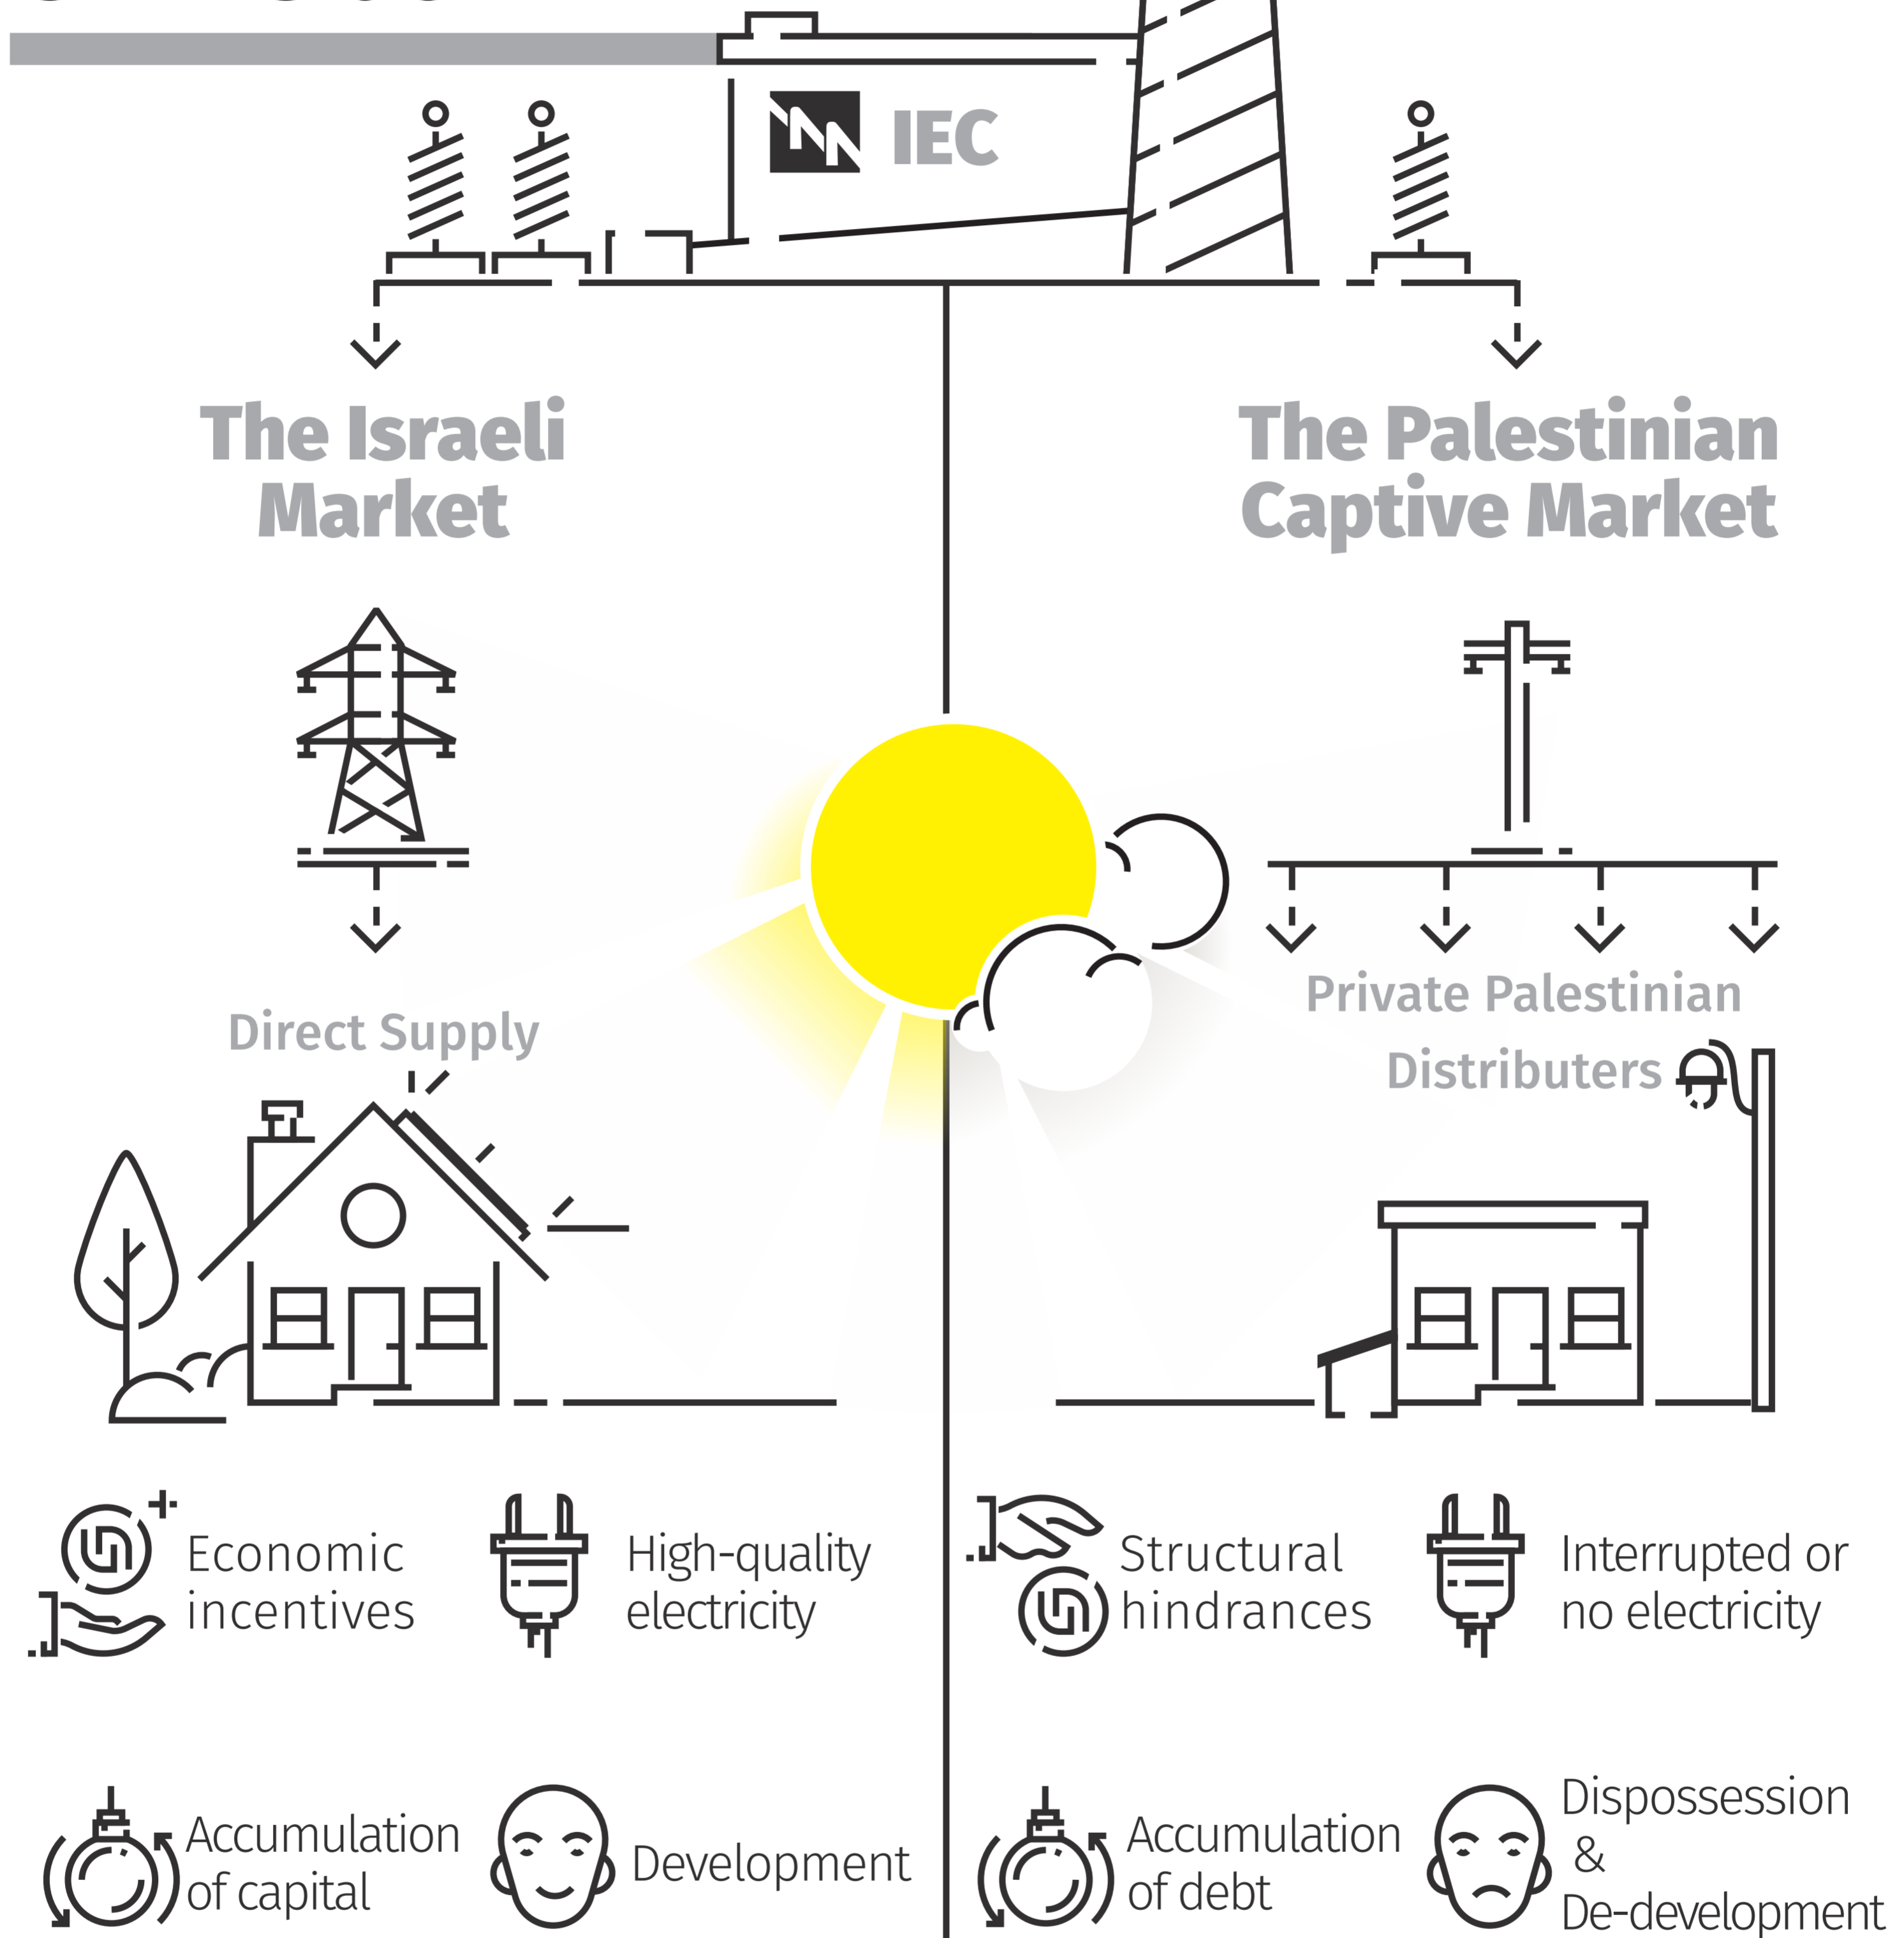 IEC
The Israeli
Market
The Palestinian
Captive Market
Direct Supply
Private Palestinian
Distributers
Economic
incentives
High-quality
electricity
Structural
hindrances
Interrupted or
no electricity
Accumulation
of capital
Development
Accumulation
of debt
Dispossession
&
De-development